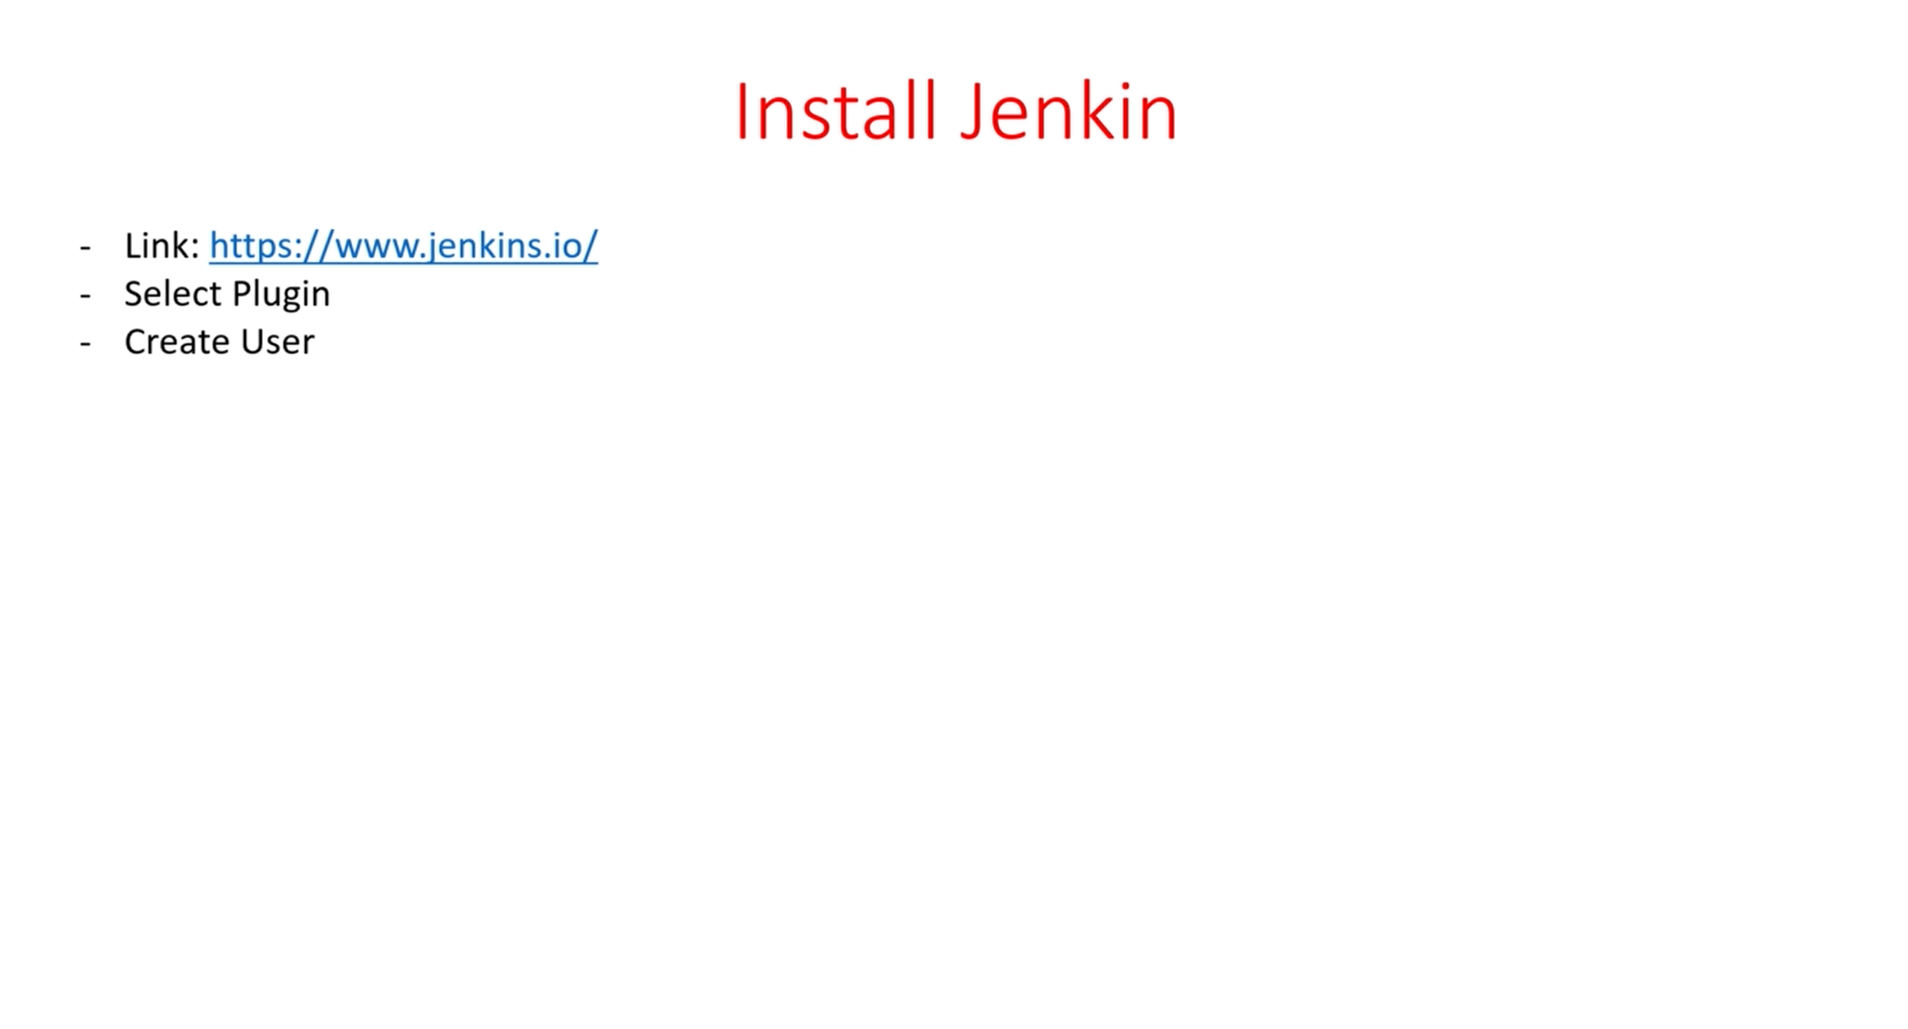 Install Jenkin
- Link: https://www.jenkins.io/
- Select Plugin
- Create User